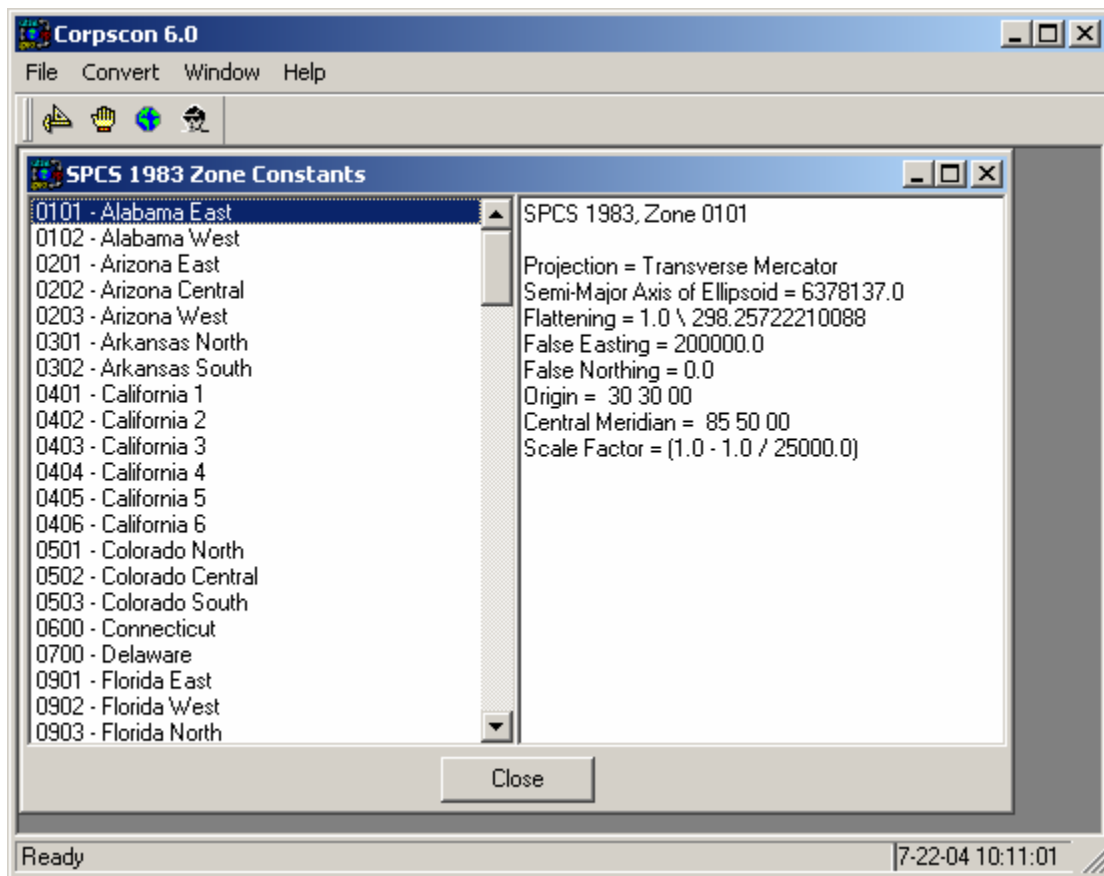 Corpscon 6.0
File Convert Window Help
SPCS 1983 Zone Constants
0101 - Alabama East
0102 - Alabama West
0201 - Arizona East
0202 - Arizona Central
0203 - Arizona West
0301 - Arkansas North
0302 - Arkansas South
0401 - California 1
0402 - California 2
0403 - California 3
0404 - California 4
0405 - California 5
0406 - California 6
0501 - Colorado North
0502 - Colorado Central
0503 - Colorado South
0600 - Connecticut
0700 - Delaware
0901 - Florida East
0902 - Florida West
0903 - Florida North
SPCS 1983, Zone 0101
Projection = Transverse Mercator
Semi-Major Axis of Ellipsoid = 6378137.0
Flattening = 1.0 \ 298.25722210088
False Easting = 200000.0
False Northing = 0.0
Origin = 30 30 00
Central Meridian = 85 50 00
Scale Factor = (1.0 - 1.0 / 25000.0)
Close
Ready
7-22-04 10:11:01